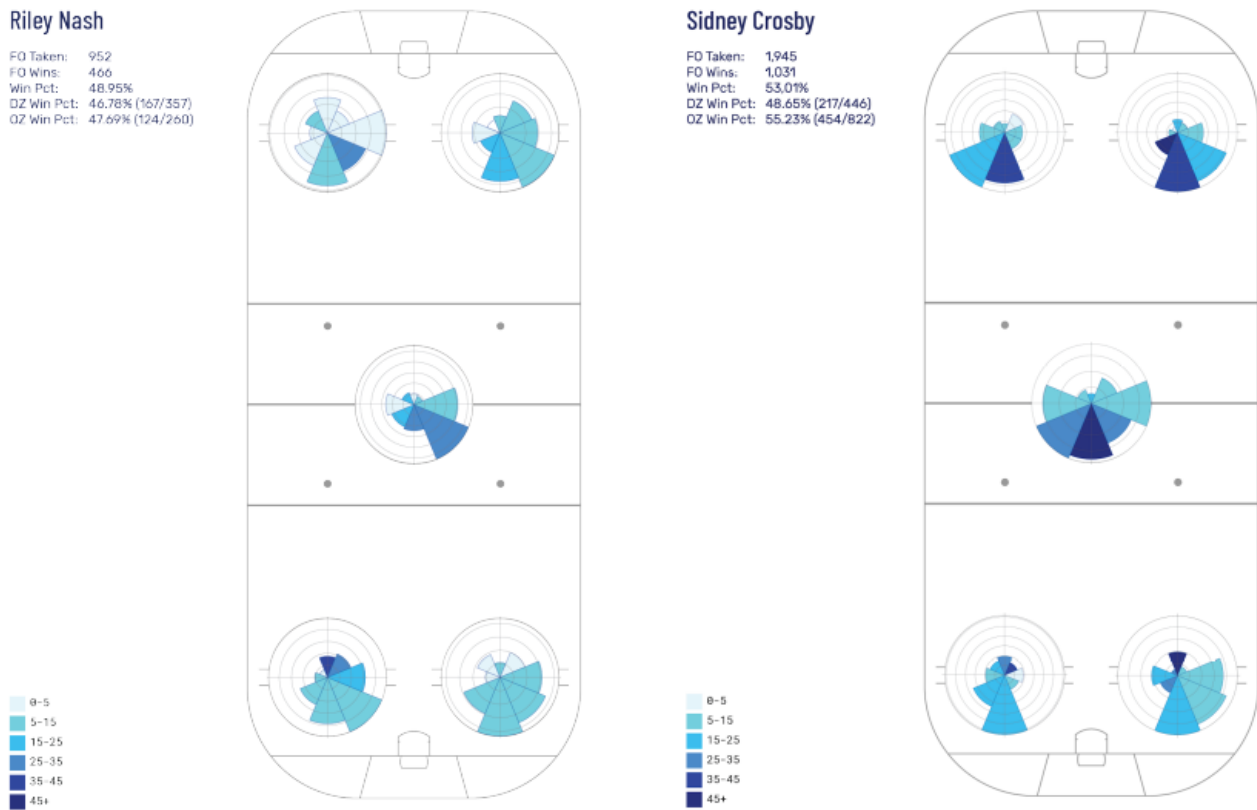 Riley Nash
FO Taken: 952
FO Wins: 466
Win Pct: 48.95%
DZ Win Pct: 46.78% (167/357)
OZ Win Pct: 47.69% (124/260)
0-5
5-15
15-25
25-35
35-45
45+
Sidney Crosby
FO Taken: 1,945
FO Wins: 1,031
Win Pct: 53.01%
DZ Win Pct: 48.65% (217/446)
OZ Win Pct: 55.23% (454/822)
0-5
5-15
15-25
25-35
35-45
45+